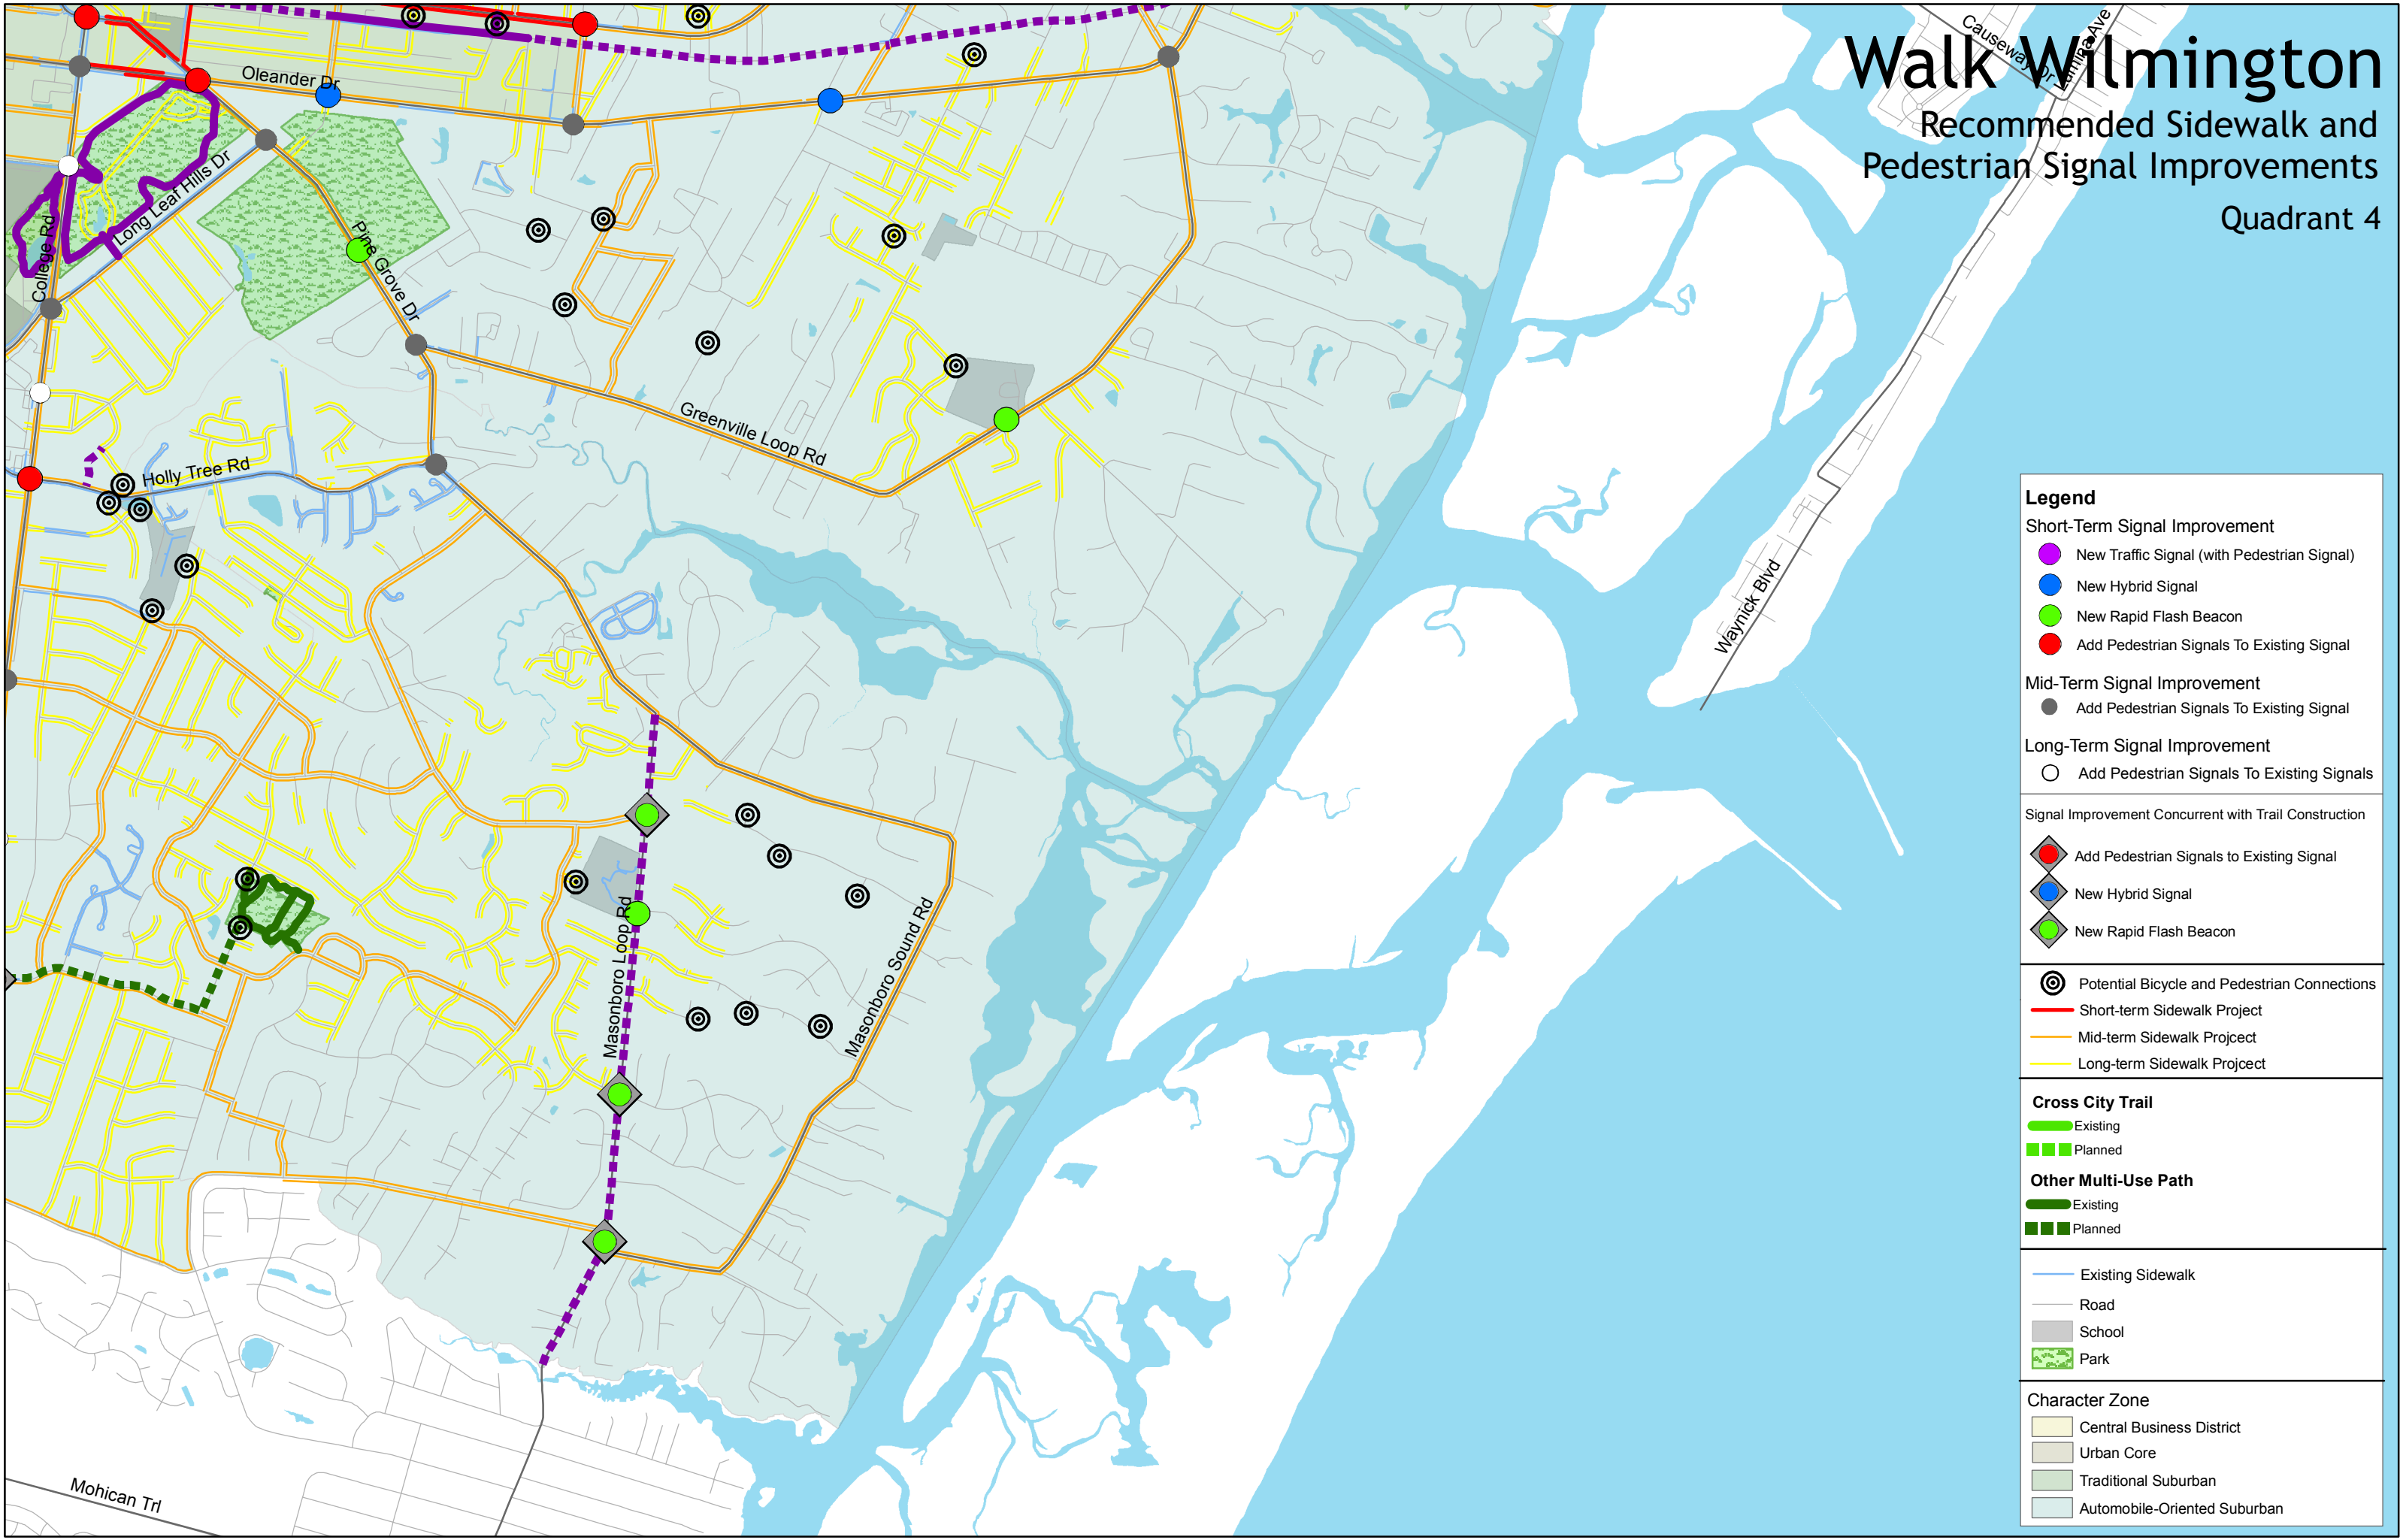 Walk Wilmington
Recommended Sidewalk and
Pedestrian Signal Improvements
Quadrant 4
Causeway Dr
Lumina Ave
Oleander Dr
Long Leaf Hills Dr
College Rd
Pine Grove Dr
Greenville Loop Rd
Holly Tree Rd
Waynick Blvd
Masonboro Loop Rd
Masonboro Sound Rd
Mohican Trl
Legend
Short-Term Signal Improvement
New Traffic Signal (with Pedestrian Signal)
New Hybrid Signal
New Rapid Flash Beacon
Add Pedestrian Signals To Existing Signal
Mid-Term Signal Improvement
Add Pedestrian Signals To Existing Signal
Long-Term Signal Improvement
Add Pedestrian Signals To Existing Signals
Signal Improvement Concurrent with Trail Construction
Add Pedestrian Signals to Existing Signal
New Hybrid Signal
New Rapid Flash Beacon
Potential Bicycle and Pedestrian Connections
Short-term Sidewalk Project
Mid-term Sidewalk Projcect
Long-term Sidewalk Projcect
Cross City Trail
Existing
Planned
Other Multi-Use Path
Existing
Planned
Existing Sidewalk
Road
School
Park
Character Zone
Central Business District
Urban Core
Traditional Suburban
Automobile-Oriented Suburban